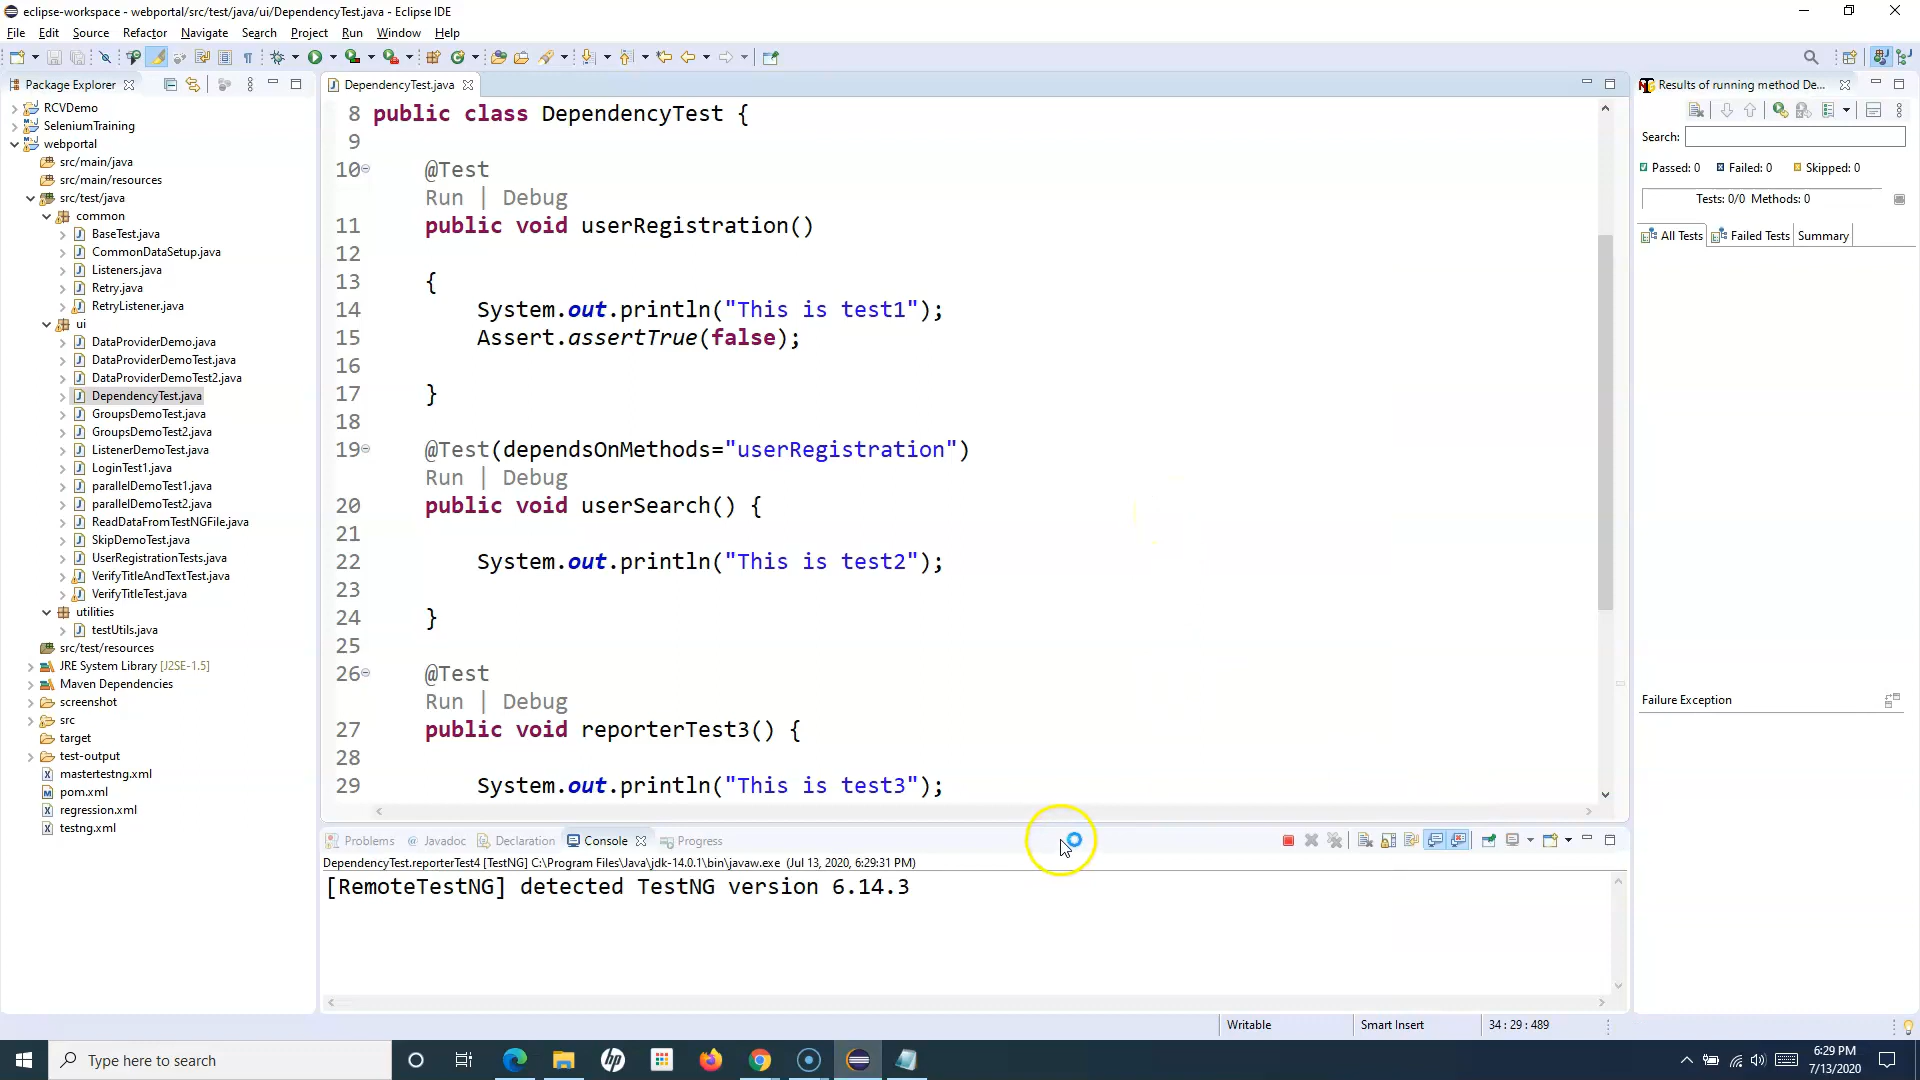 eclipse-workspace - webportal/src/test/java/ui/DependencyTest.java - Eclipse IDE
File Edit Source Refactor Navigate Search Project Run Window Help
Package Explorer
RCVDemo
SeleniumTraining
webportal
src/main/java
src/main/resources
src/test/java
common
BaseTest.java
CommonDataSetup.java
Listeners.java
Retry.java
RetryListener.java
ui
DataProviderDemo.java
DataProviderDemoTest.java
DataProviderDemoTest2.java
DependencyTest.java
GroupsDemoTest.java
GroupsDemoTest2.java
ListenerDemoTest.java
LoginTest1.java
parallelDemoTest1.java
parallelDemoTest2.java
ReadDataFromTestNGFile.java
SkipDemoTest.java
UserRegistrationTests.java
VerifyTitleAndTextTest.java
VerifyTitleTest.java
utilities
testUtils.java
src/test/resources
JRE System Library [J2SE-1.5]
Maven Dependencies
screenshot
src
target
test-output
mastertestng.xml
pom.xml
regression.xml
testng.xml
DependencyTest.java
8 public class DependencyTest {
9
10 @Test
Run | Debug
11 public void userRegistration()
12
13 {
14 System.out.println("This is test1");
15 Assert.assertTrue(false);
16
17 }
18
19 @Test(dependsOnMethods="userRegistration")
Run | Debug
20 public void userSearch() {
21
22 System.out.println("This is test2");
23
24 }
25
26 @Test
Run | Debug
27 public void reporterTest3() {
28
29 System.out.println("This is test3");
Problems Javadoc Declaration Console Progress
DependencyTest.reporterTest4 [TestNG] C:\Program Files\Java\jdk-14.0.1\bin\javaw.exe (Jul 13, 2020, 6:29:31 PM)
[RemoteTestNG] detected TestNG version 6.14.3
Results of running method De...
Search:
Passed: 0 Failed: 0 Skipped: 0
Tests: 0/0 Methods: 0
All Tests Failed Tests Summary
Failure Exception
Writable Smart Insert 34 : 29 : 489
Type here to search
hp
6:29 PM
7/13/2020